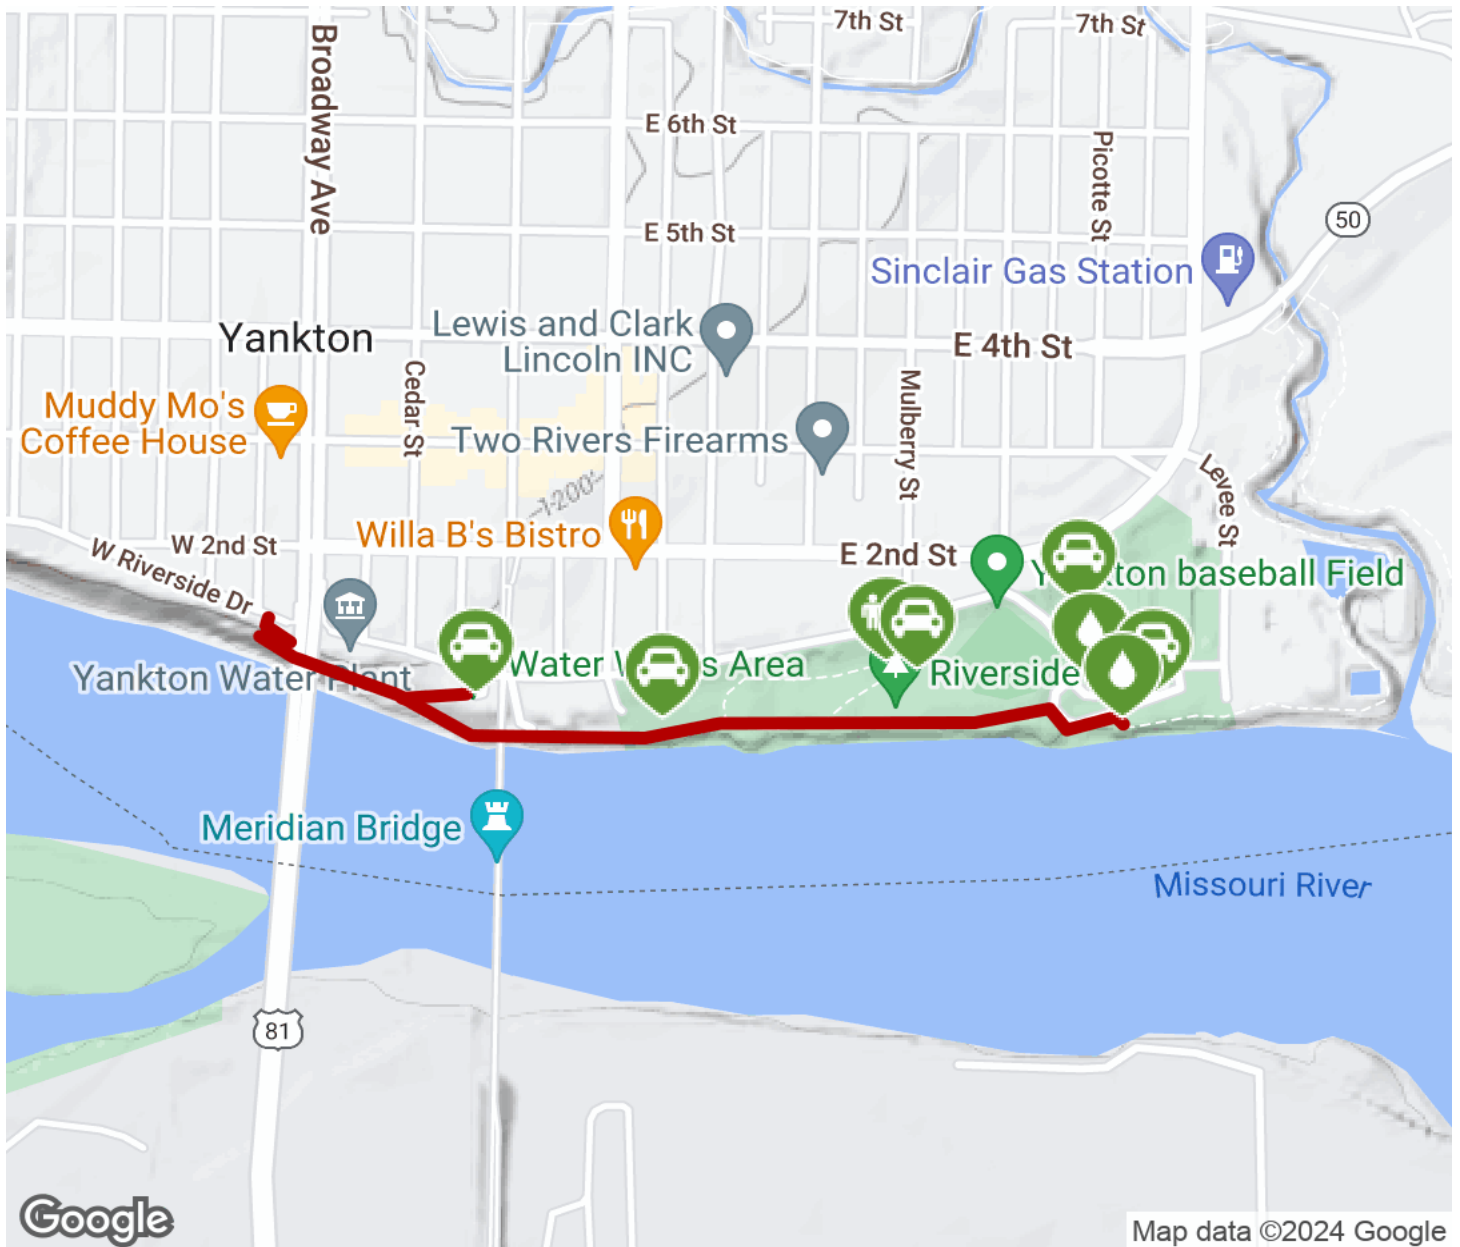 7th St
7th St
Broadway Ave
E 6th St
Picotte St
50
E 5th St
Sinclair Gas Station
Lewis and Clark
Lincoln INC
Yankton
E 4th St
Cedar St
Mulberry St
Muddy Mo's
Coffee House
Two Rivers Firearms
Levee St
1200'
Willa B's Bistro
W 2nd St
E 2nd St
W Riverside Dr
baseball Field
Water
Area
Riverside
Yankton Water Plant
Meridian Bridge
Missouri River
81
Google
Map data ©2024 Google